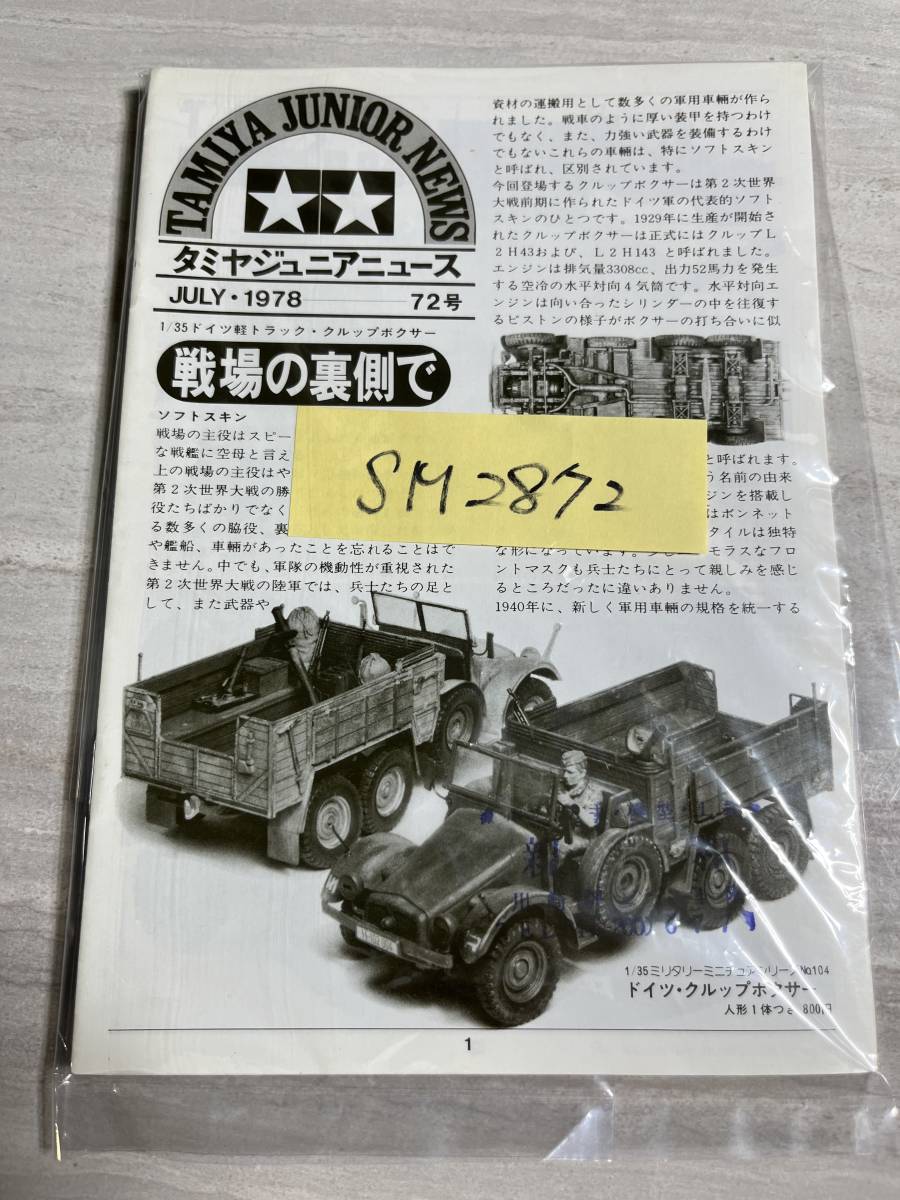 TAMIYA JUNIOR NEWS
タミヤジュニアニュース
JULY・1978 72号
1/35ドイツ軽トラック・クルップボクサー
戦場の裏側で
ソフトスキン
戦場の主役はスピー
な戦艦に空母と言え
上の戦場の主役はや
第2次世界大戦の勝
役たちばかりでなく
る数多くの脇役、裏
や艦船、車輛があったことを忘れることはで
きません。中でも、軍隊の機動性が重視された
第2次世界大戦の陸軍では、兵士たちの足と
して、また武器や
資材の運搬用として数多くの軍用車輛が作ら
れました。戦車のように厚い装甲を持つわけ
でもなく、また、力強い武器を装備するわけ
でもないこれらの車輛は、特にソフトスキン
と呼ばれ、区別されています。
今回登場するクルップボクサーは第2次世界
大戦前期に作られたドイツ軍の代表的ソフト
スキンのひとつです。1929年に生産が開始さ
れたクルップボクサーは正式にはクルップL
2H43および、L2H143と呼ばれました。
エンジンは排気量3308cc、出力52馬力を発生
する空冷の水平対向4気筒です。水平対向エ
ンジンは向い合ったシリンダーの中を往復す
るピストンの様子がボクサーの打ち合いに似
と呼ばれます。
う名前の由来
ジンを搭載し
はボンネット
タイルは独特
な形になっています。
モラスなフロ
ントマスクも兵士たちにとって親しみを感じ
るところだったに違いありません。
1940年に、新しく軍用車輛の規格を統一する
SM2872
1/35ミリタリーミニチュアシリーズNo.104
ドイツ・クルップボクサー
人形1体つき 800円
1